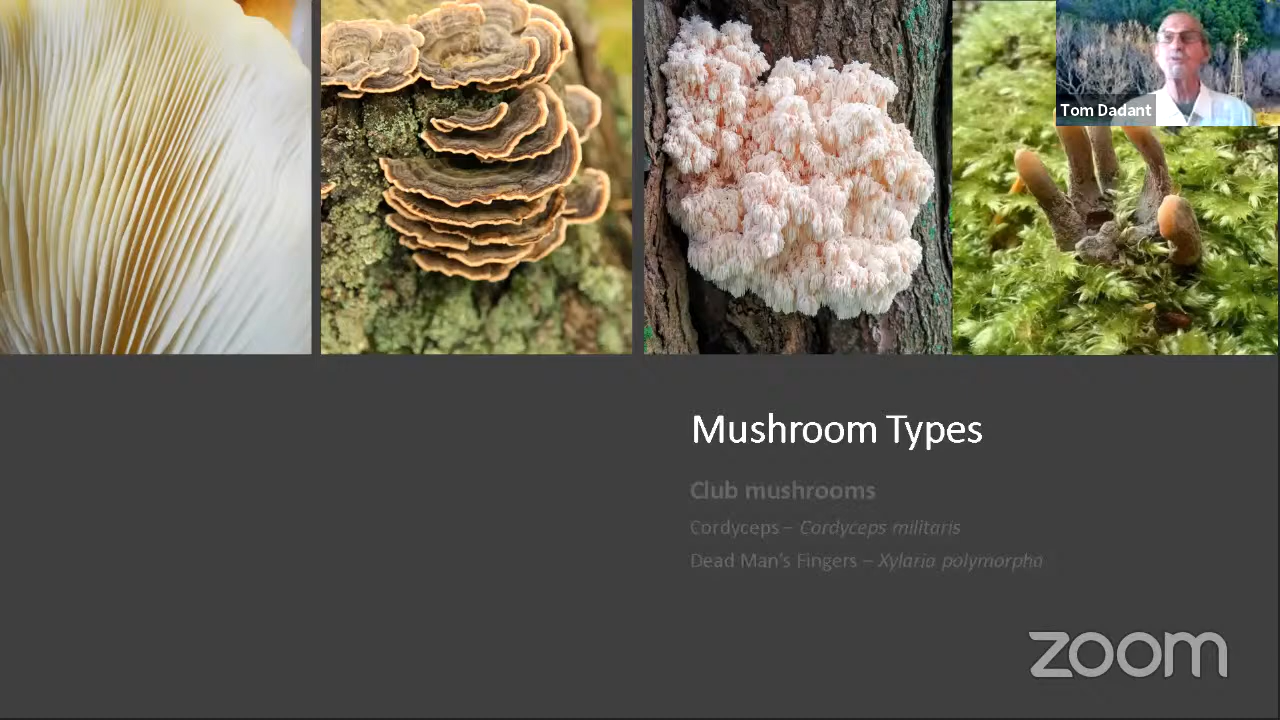 Tom Dadant
Mushroom Types
Club mushrooms
Cordyceps – Cordyceps militaris
Dead Man's Fingers – Xylaria polymorpha
zoom